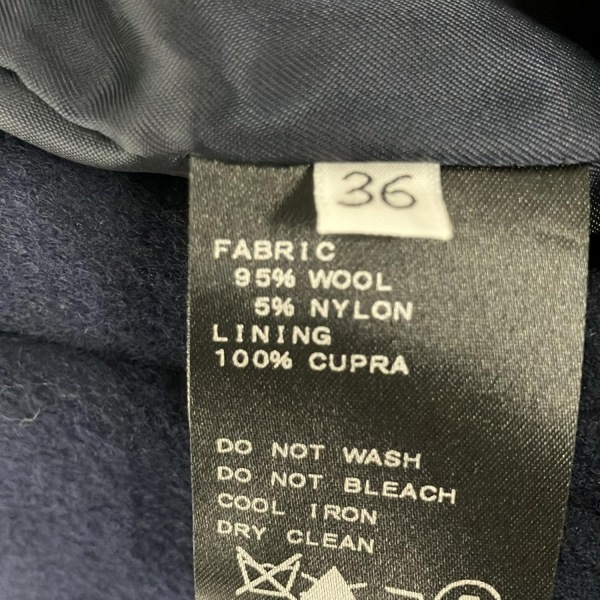 36
FABRIC
95% WOOL
5% NYLON
LINING
100% CUPRA
DO NOT WASH
DO NOT BLEACH
COOL IRON
DRY CLEAN